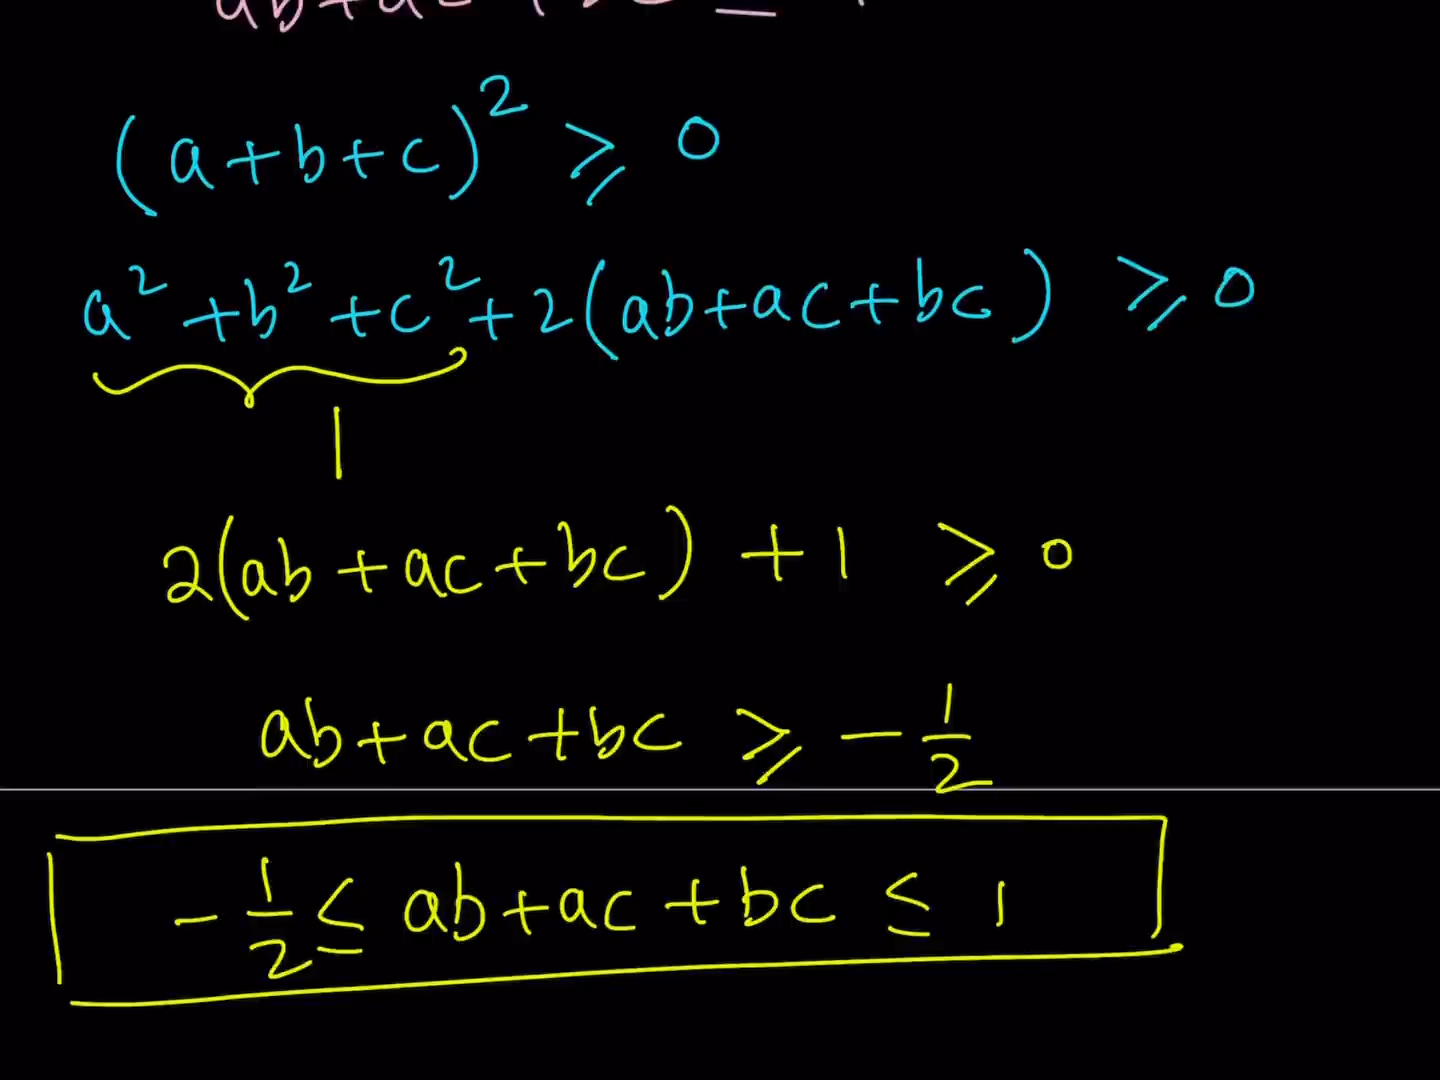 (a+b+c)² ≥ 0
a² + b² + c² + 2(ab+ac+bc) ≥ 0
1
2(ab+ac+bc) + 1 ≥ 0
ab+ac+bc ≥ -1/2
-1/2 ≤ ab+ac+bc ≤ 1